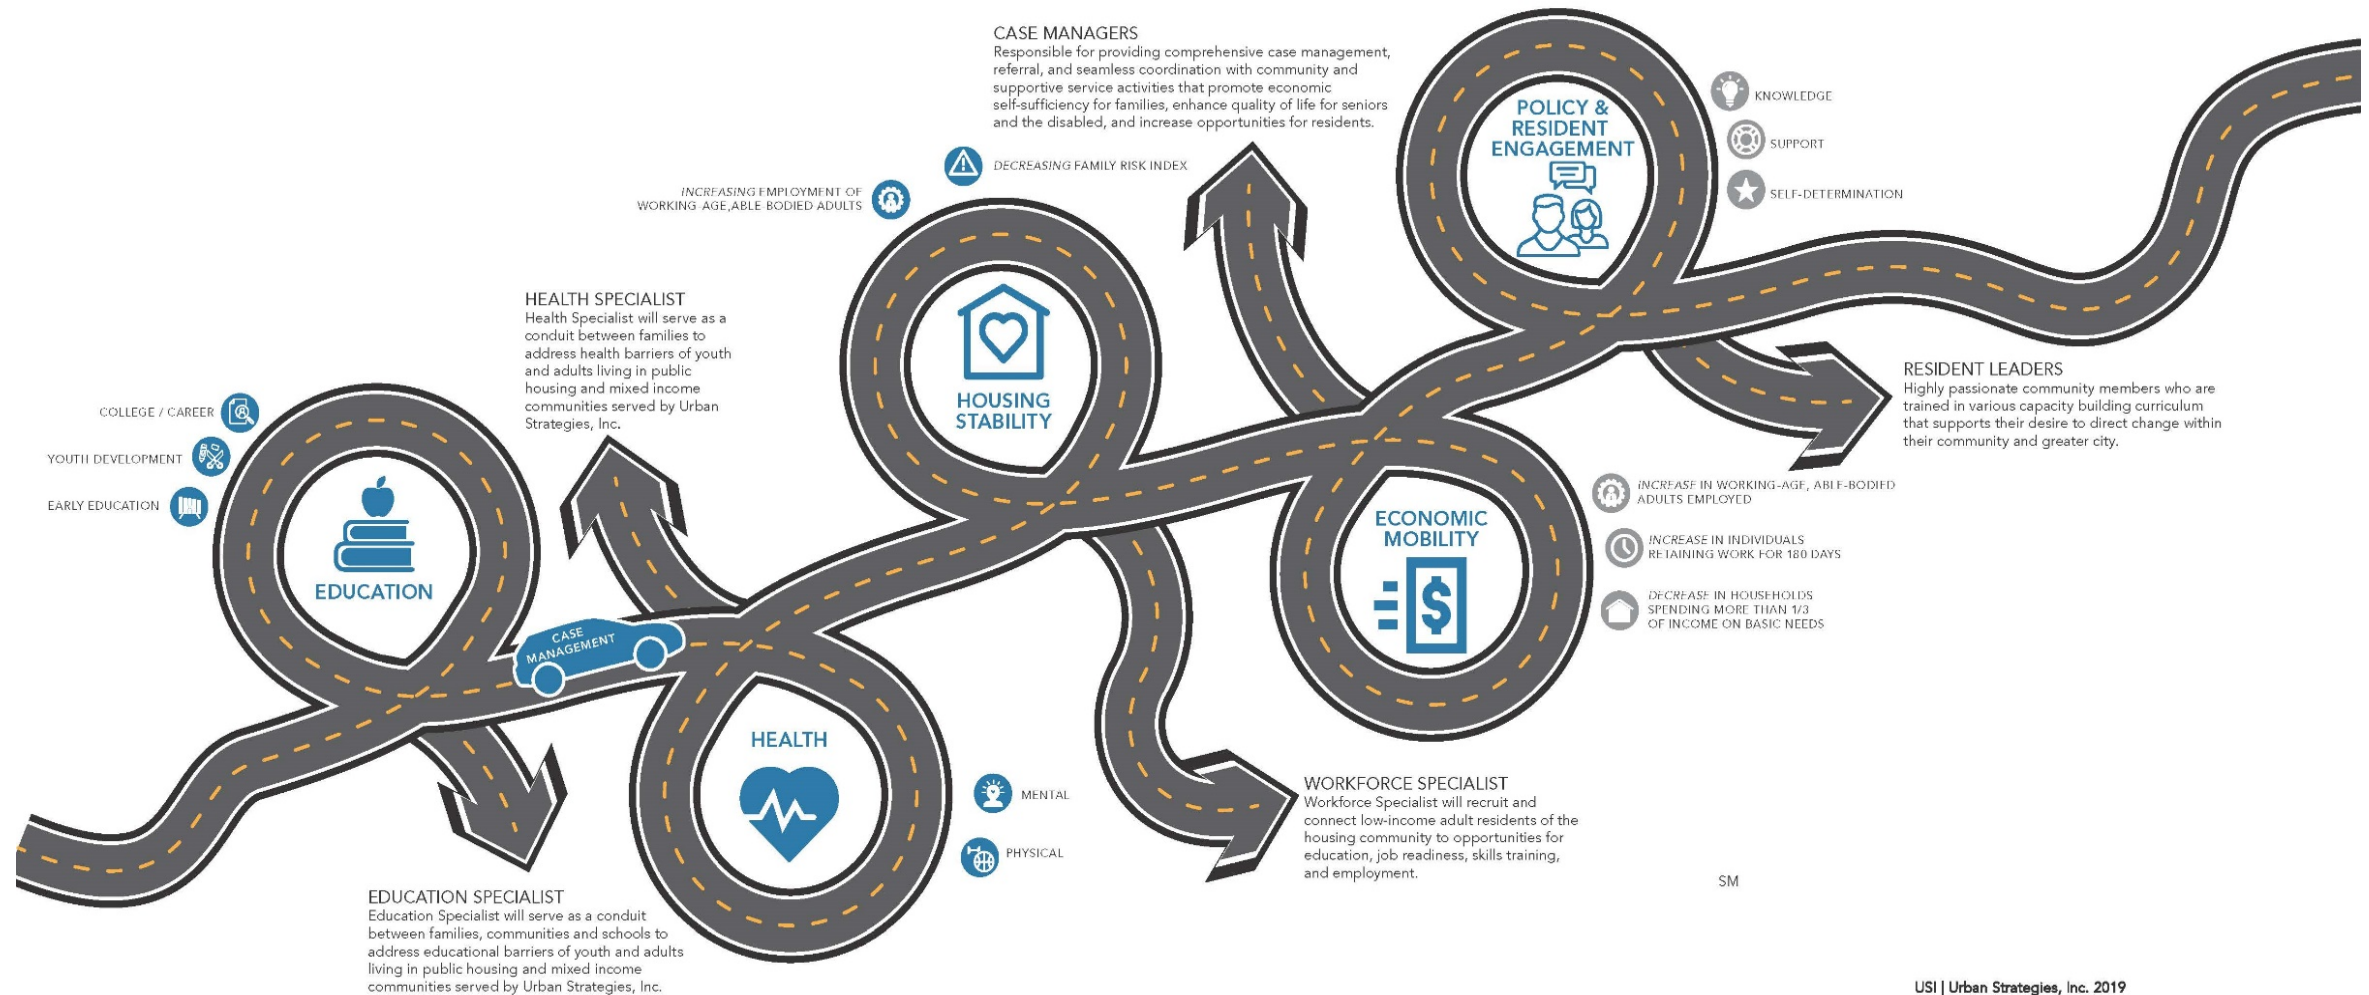 CASE MANAGERS
Responsible for providing comprehensive case management,
referral, and seamless coordination with community and
supportive service activities that promote economic
self-sufficiency for families, enhance quality of life for seniors
and the disabled, and increase opportunities for residents.
DECREASING FAMILY RISK INDEX
INCREASING EMPLOYMENT OF
WORKING-AGE,ABLE-BODIED ADULTS
POLICY &
RESIDENT
ENGAGEMENT
KNOWLEDGE
SUPPORT
SELF-DETERMINATION
HEALTH SPECIALIST
Health Specialist will serve as a
conduit between families to
address health barriers of youth
and adults living in public
housing and mixed income
communities served by Urban
Strategies, Inc.
HOUSING
STABILITY
RESIDENT LEADERS
Highly passionate community members who are
trained in various capacity building curriculum
that supports their desire to direct change within
their community and greater city.
COLLEGE / CAREER
YOUTH DEVELOPMENT
EARLY EDUCATION
EDUCATION
CASE
MANAGEMENT
ECONOMIC
MOBILITY
INCREASE IN WORKING-AGE, ABLE-BODIED
ADULTS EMPLOYED
INCREASE IN INDIVIDUALS
RETAINING WORK FOR 180 DAYS
DECREASE IN HOUSEHOLDS
SPENDING MORE THAN 1/3
OF INCOME ON BASIC NEEDS
HEALTH
MENTAL
PHYSICAL
WORKFORCE SPECIALIST
Workforce Specialist will recruit and
connect low-income adult residents of the
housing community to opportunities for
education, job readiness, skills training,
and employment.
EDUCATION SPECIALIST
Education Specialist will serve as a conduit
between families, communities and schools to
address educational barriers of youth and adults
living in public housing and mixed income
communities served by Urban Strategies, Inc.
SM
USI | Urban Strategies, Inc. 2019